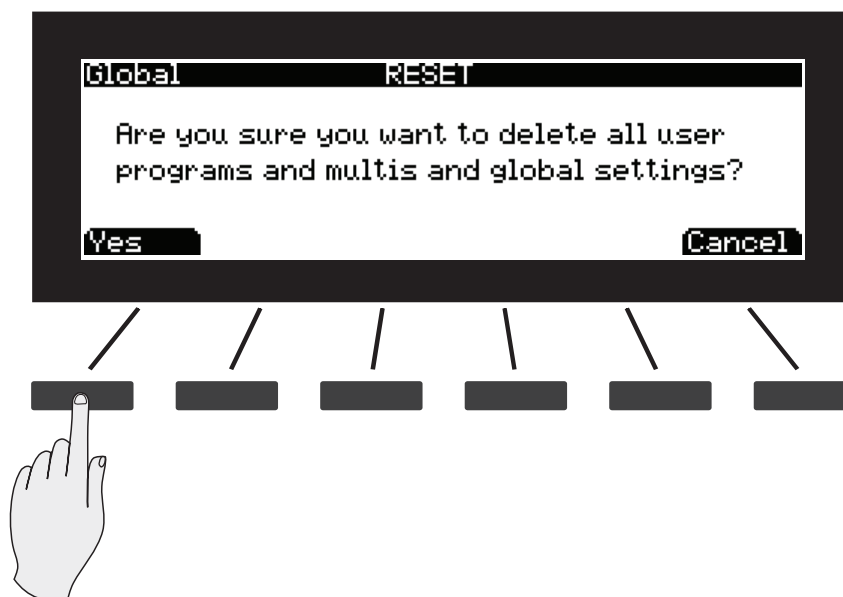 Global RESET
Are you sure you want to delete all user
programs and multis and global settings?
Yes Cancel